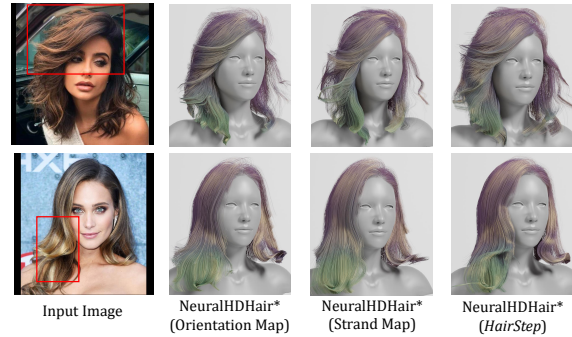 Input Image
NeuralHDHair*
(Orientation Map)
NeuralHDHair*
(Strand Map)
NeuralHDHair*
(HairStep)